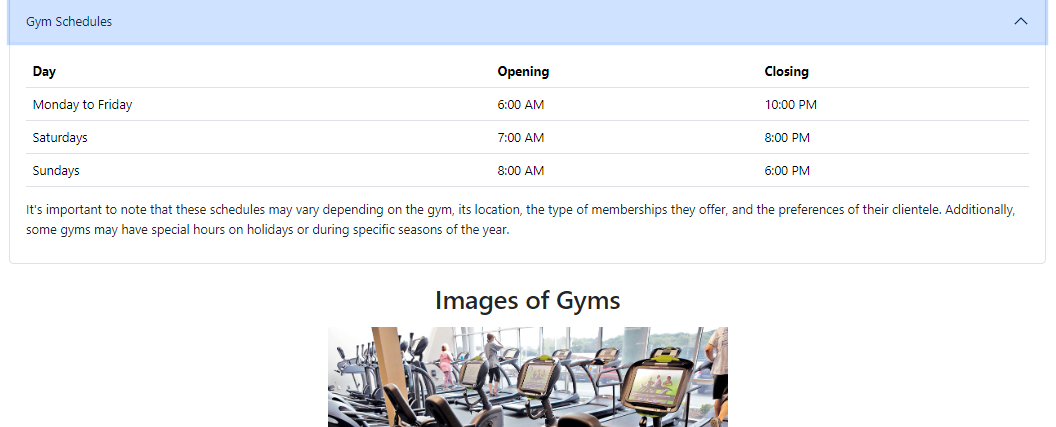 Gym Schedules
Day Opening Closing
Monday to Friday 6:00 AM 10:00 PM
Saturdays 7:00 AM 8:00 PM
Sundays 8:00 AM 6:00 PM
It's important to note that these schedules may vary depending on the gym, its location, the type of memberships they offer, and the preferences of their clientele. Additionally,
some gyms may have special hours on holidays or during specific seasons of the year.
Images of Gyms